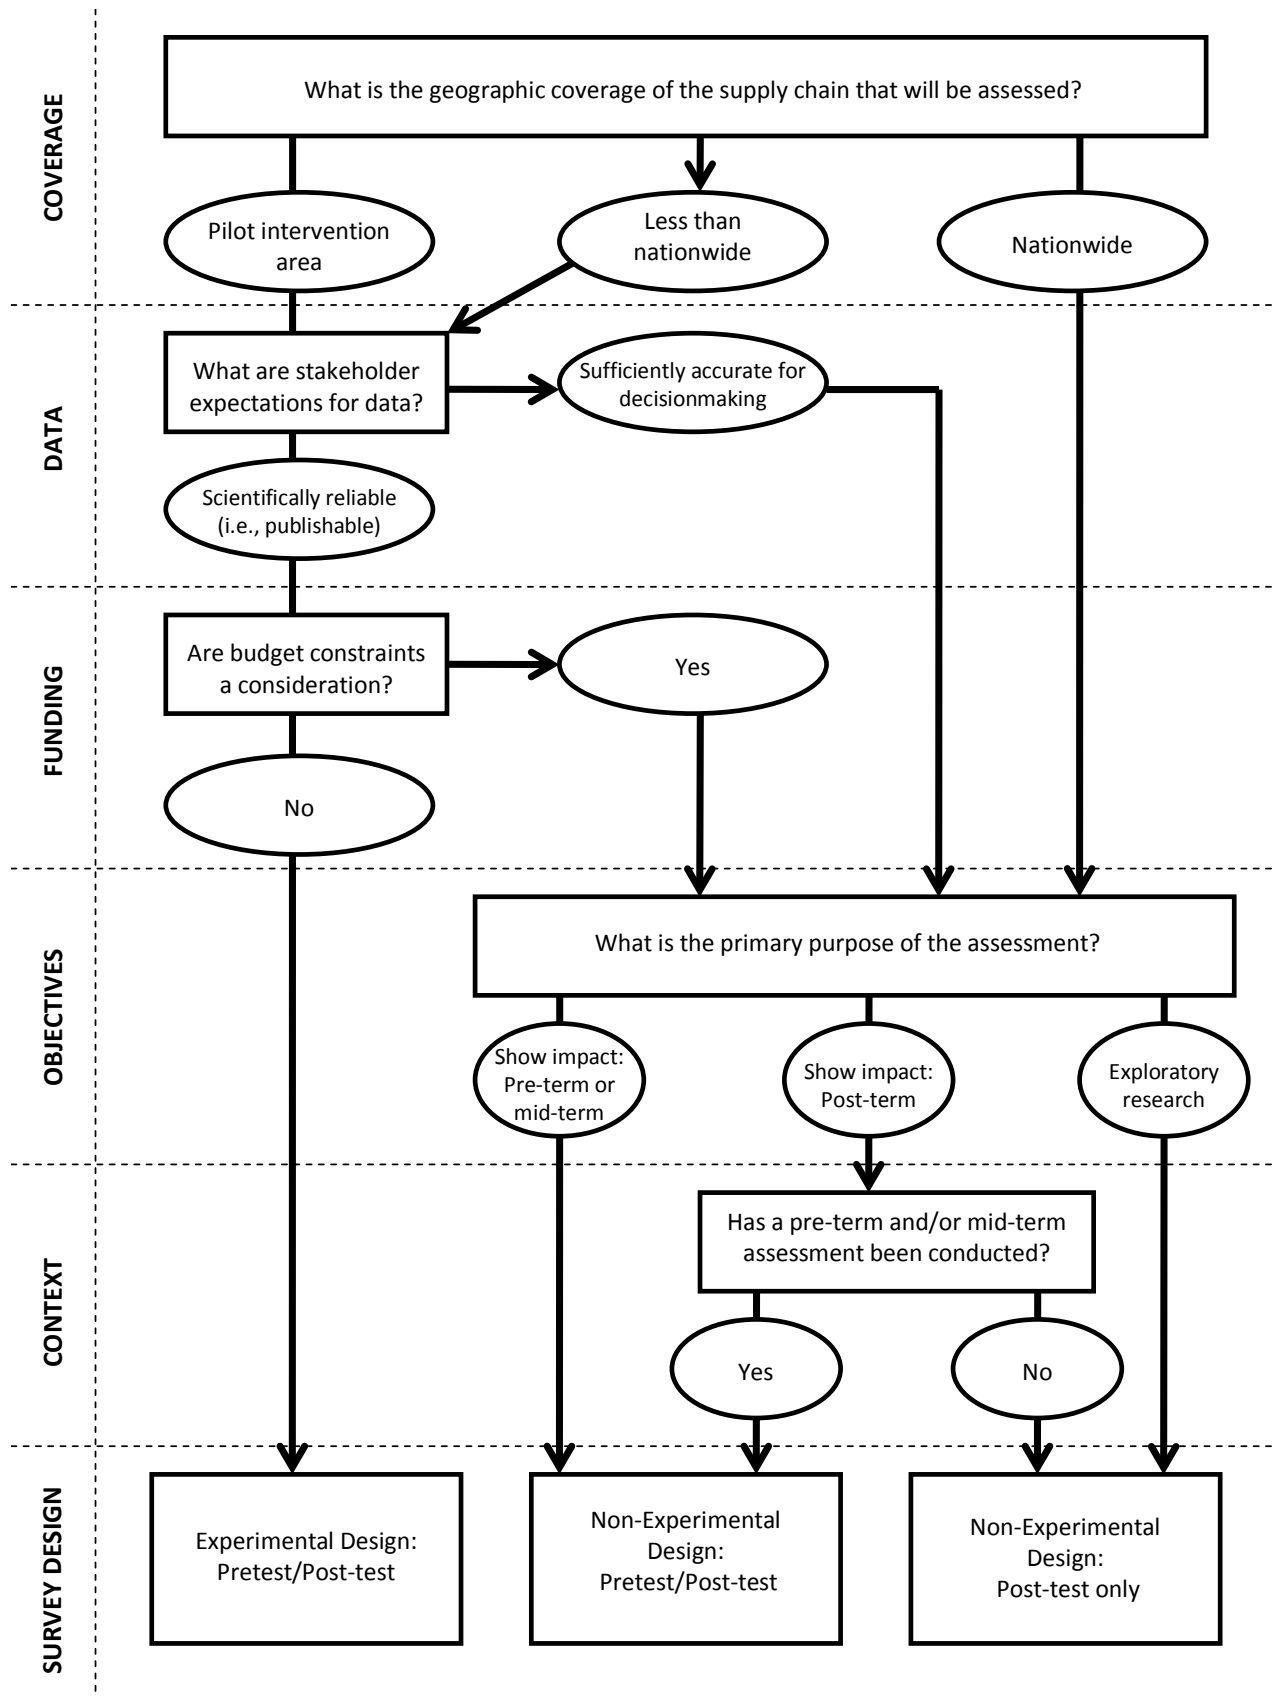 COVERAGE
What is the geographic coverage of the supply chain that will be assessed?
Pilot intervention
area
Less than
nationwide
Nationwide
DATA
What are stakeholder
expectations for data?
Sufficiently accurate for
decisionmaking
Scientifically reliable
(i.e., publishable)
FUNDING
Are budget constraints
a consideration?
Yes
No
OBJECTIVES
What is the primary purpose of the assessment?
Show impact:
Pre-term or
mid-term
Show impact:
Post-term
Exploratory
research
CONTEXT
Has a pre-term and/or mid-term
assessment been conducted?
Yes
No
SURVEY DESIGN
Experimental Design:
Pretest/Post-test
Non-Experimental
Design:
Pretest/Post-test
Non-Experimental
Design:
Post-test only